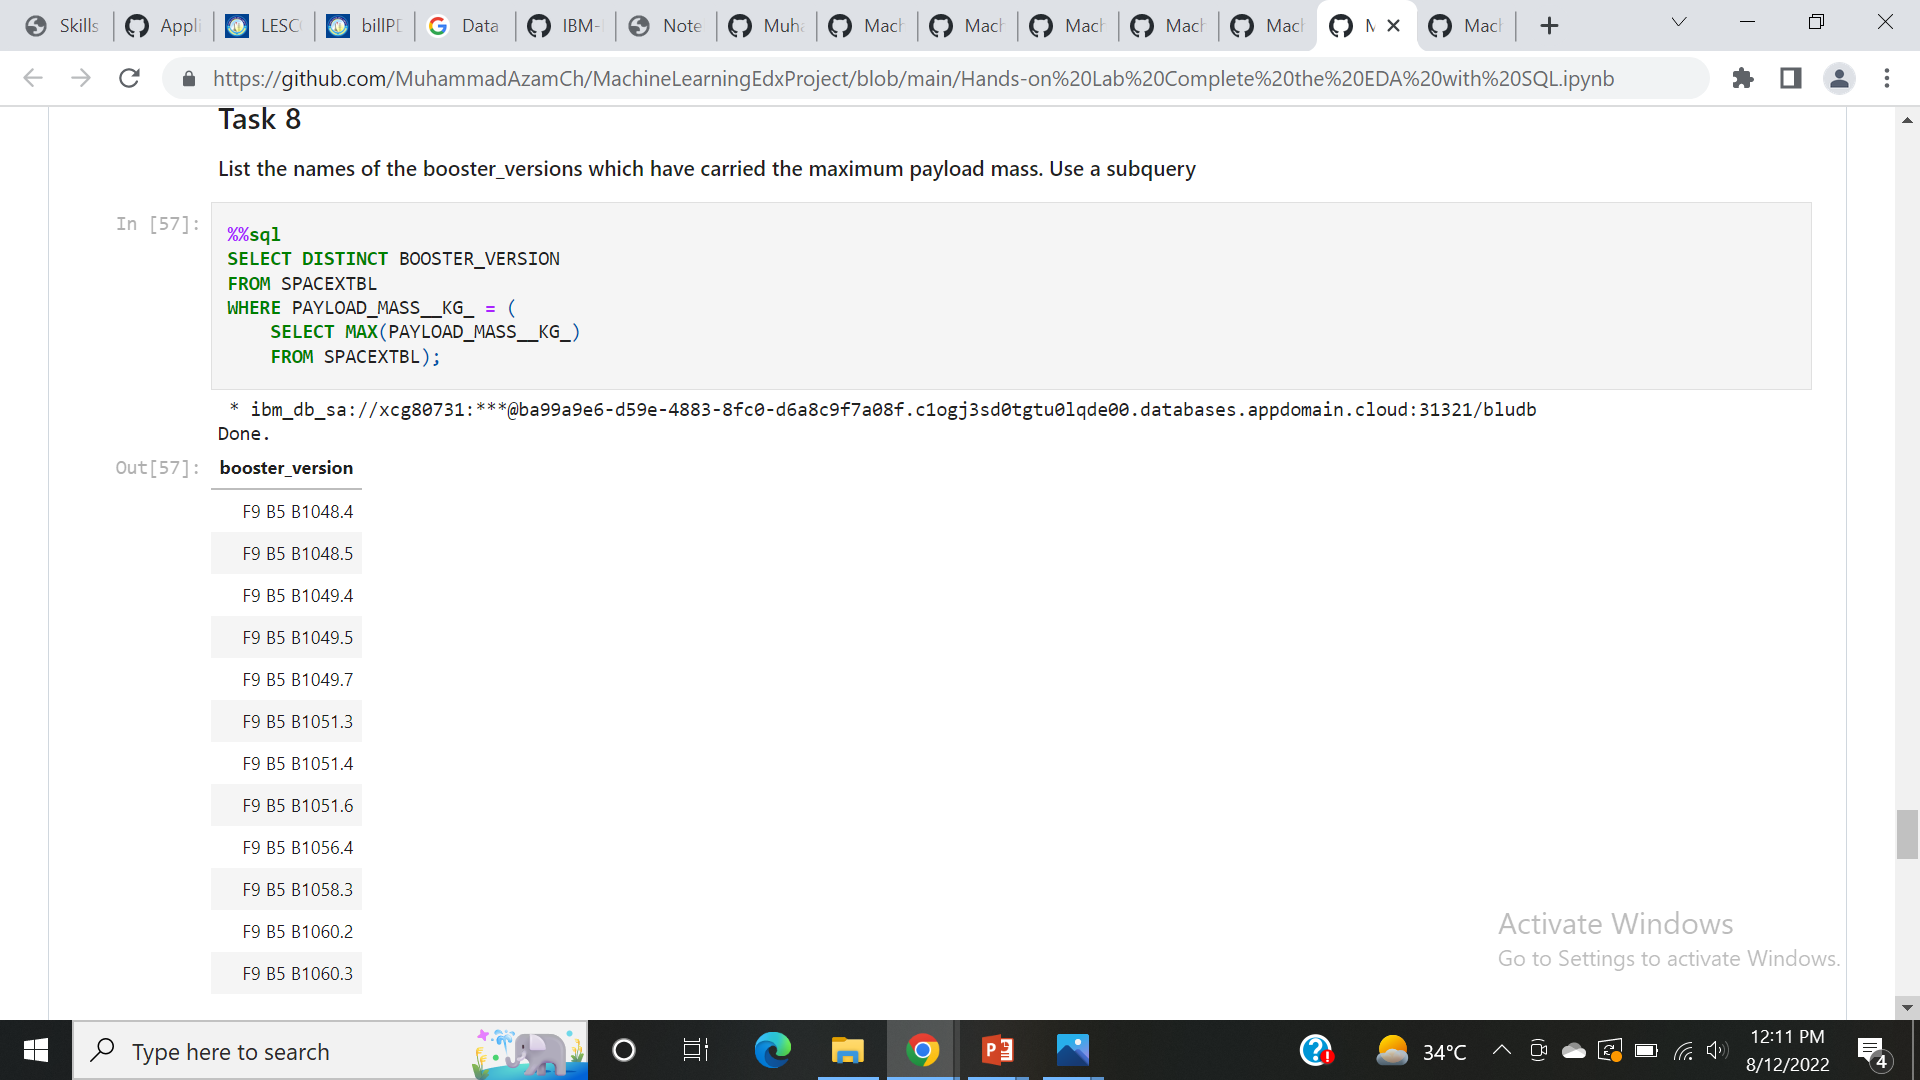 Skills
Appli
LESC
billPD
Data
IBM-
Note
Muha
Mach
Mach
Mach
Mach
Mach
M
Mach
https://github.com/MuhammadAzamCh/MachineLearningEdxProject/blob/main/Hands-on%20Lab%20Complete%20the%20EDA%20with%20SQL.ipynb
Task 8
List the names of the booster_versions which have carried the maximum payload mass. Use a subquery
In [57]:
%%sql
SELECT DISTINCT BOOSTER_VERSION
FROM SPACEXTBL
WHERE PAYLOAD_MASS__KG_ = (
    SELECT MAX(PAYLOAD_MASS__KG_)
    FROM SPACEXTBL);
* ibm_db_sa://xcg80731:***@ba99a9e6-d59e-4883-8fc0-d6a8c9f7a08f.c1ogj3sd0tgtu0lqde00.databases.appdomain.cloud:31321/bludb
Done.
Out[57]: booster_version
F9 B5 B1048.4
F9 B5 B1048.5
F9 B5 B1049.4
F9 B5 B1049.5
F9 B5 B1049.7
F9 B5 B1051.3
F9 B5 B1051.4
F9 B5 B1051.6
F9 B5 B1056.4
F9 B5 B1058.3
F9 B5 B1060.2
F9 B5 B1060.3
Activate Windows
Go to Settings to activate Windows.
Type here to search
34°C
12:11 PM
8/12/2022
4